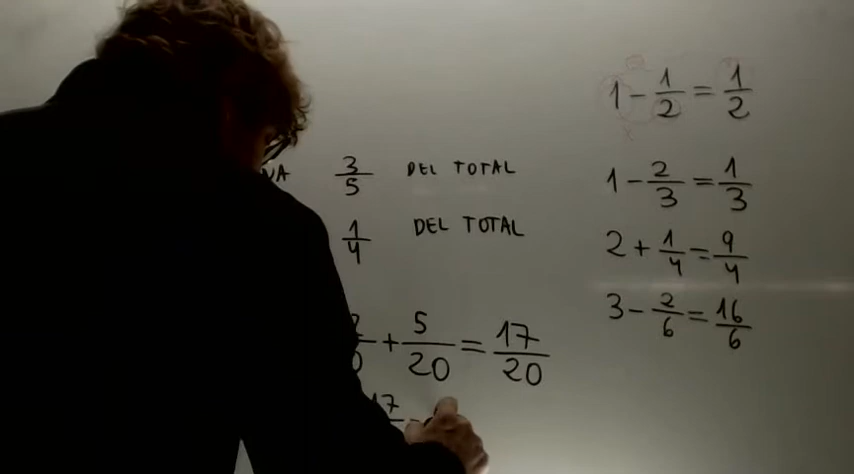 3/5 DEL TOTAL
1/4 DEL TOTAL
+ 5/20 = 17/20
17
1 - 1/2 = 1/2
1 - 2/3 = 1/3
2 + 1/4 = 9/4
3 - 2/6 = 16/6